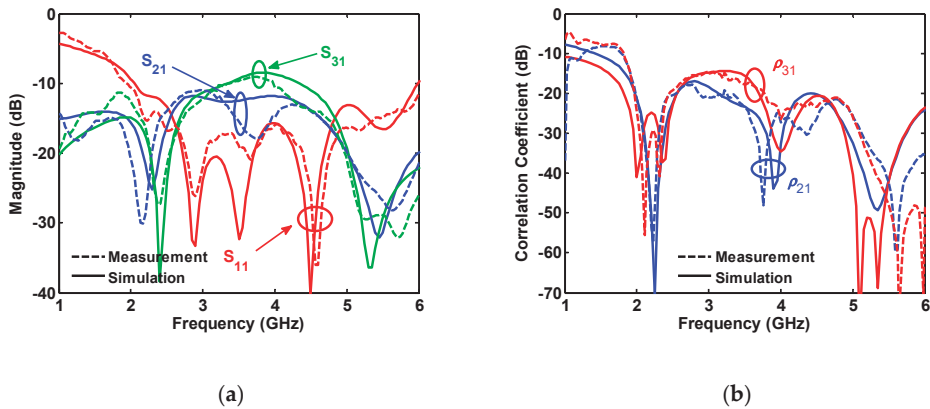 0
-10
-20
-30
-40
Magnitude (dB)
S21
S31
S11
Measurement
Simulation
1 2 3 4 5 6
Frequency (GHz)
(a)
0
-10
-20
-30
-40
-50
-60
-70
Correlation Coefficient (dB)
ρ31
ρ21
Measurement
Simulation
1 2 3 4 5 6
Frequency (GHz)
(b)